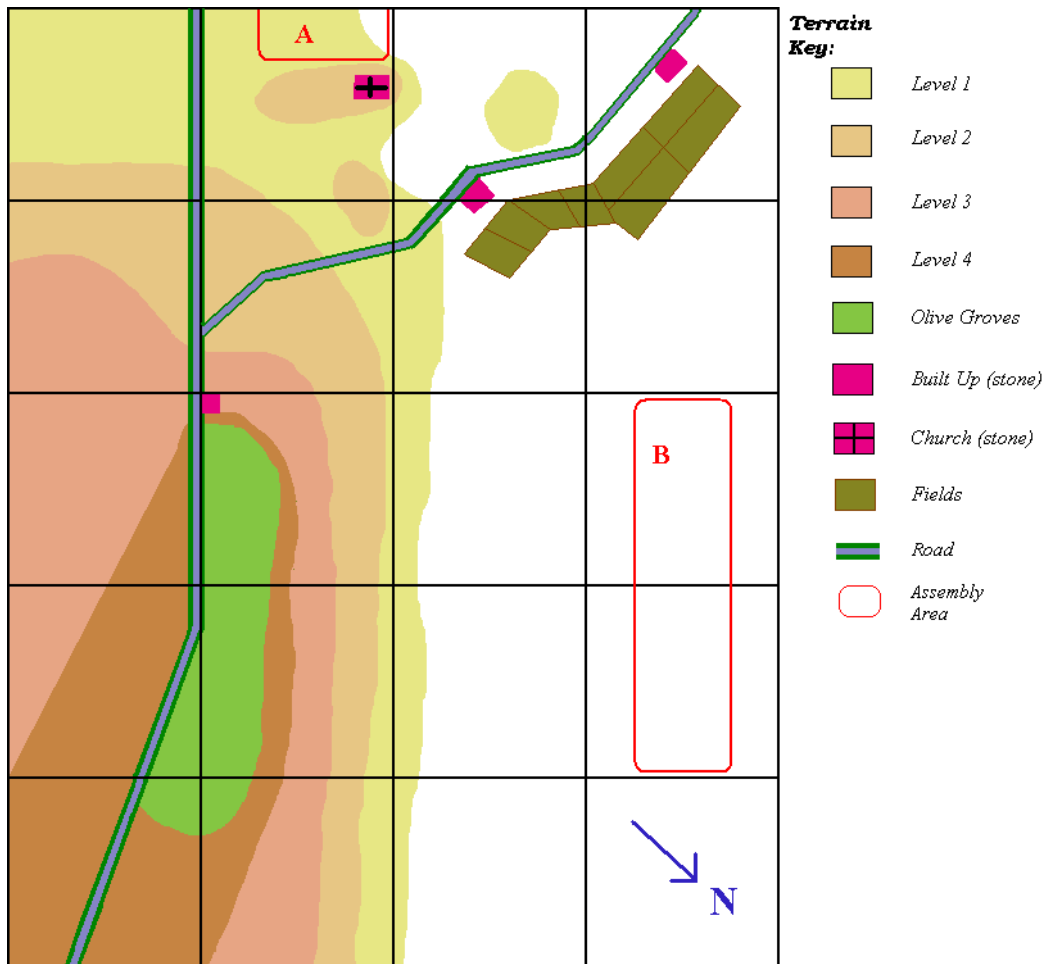 A
B
N
Terrain
Key:
Level 1
Level 2
Level 3
Level 4
Olive Groves
Built Up (stone)
Church (stone)
Fields
Road
Assembly
Area